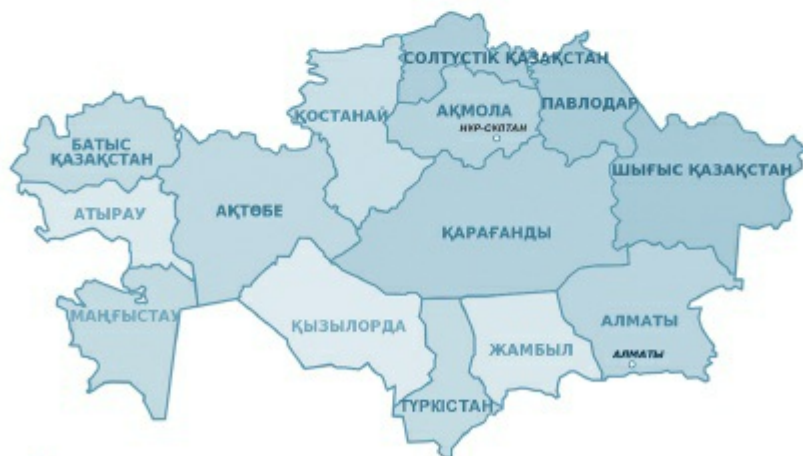 СОЛТҮСТІК ҚАЗАҚСТАН
ҚОСТАНАЙ
АҚМОЛА
ПАВЛОДАР
НҰР-СҰЛТАН
БАТЫС
ҚАЗАҚСТАН
ШЫҒЫС ҚАЗАҚСТАН
АТЫРАУ
АҚТӨБЕ
ҚАРАҒАНДЫ
МАҢҒЫСТАУ
ҚЫЗЫЛОРДА
АЛМАТЫ
ЖАМБЫЛ
АЛМАТЫ
ТҮРКІСТАН